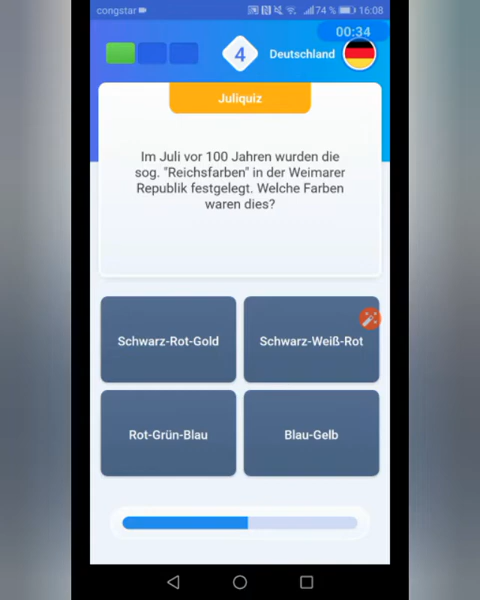 congstar 74 % 16:08
00:34
4 Deutschland
Juliquiz
Im Juli vor 100 Jahren wurden die
sog. "Reichsfarben" in der Weimarer
Republik festgelegt. Welche Farben
waren dies?
Schwarz-Rot-Gold
Schwarz-Weiß-Rot
Rot-Grün-Blau
Blau-Gelb